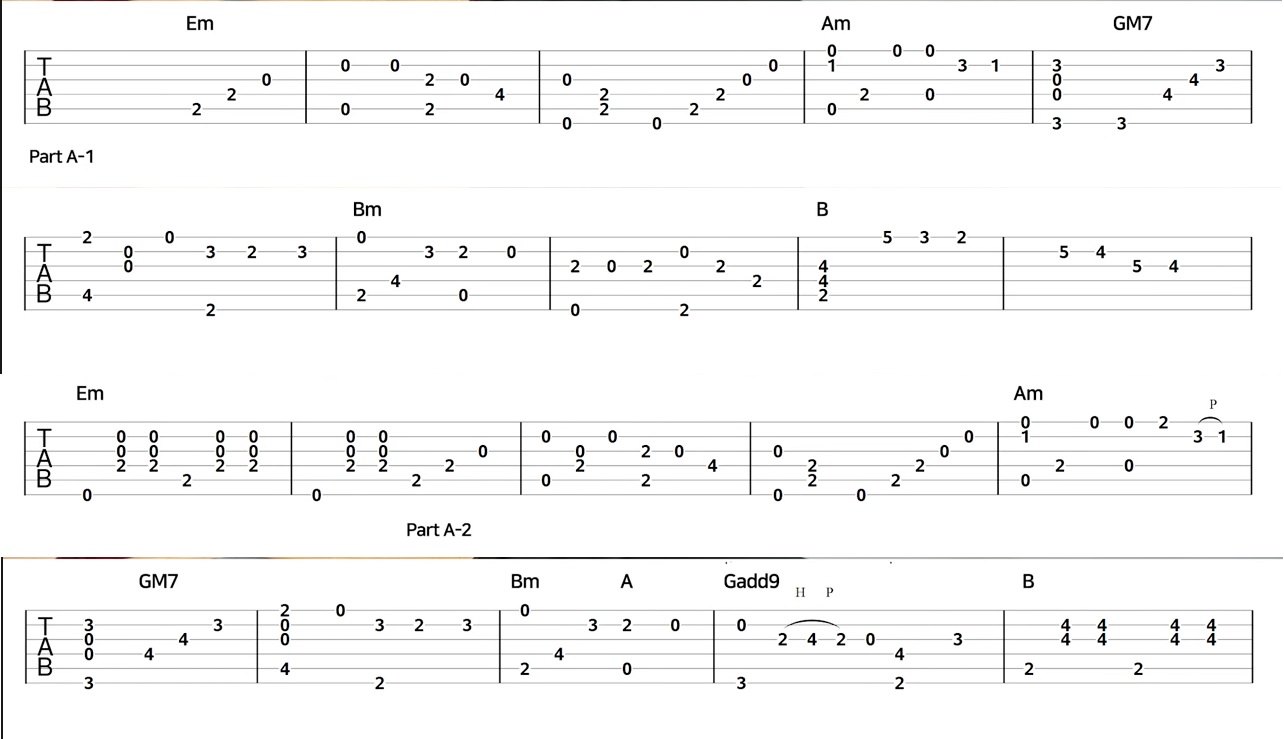 Em Am GM7
0 0 0
T 0 0 0 1 3 1 3 3
A 0 2 0 0 0 0 4
2 4 2 2 2 0 0 4
B 2 0 2 2 2 0
0 0 3 3
Part A-1
Bm B
2 0 0 5 3 2
T 0 3 2 3 3 2 0 0 5 4
A 0 2 0 2 2 4 5 4
4 2 4
B 4 2 0 2
2 0 2
Em Am
P
0 0 0 2
T 0 0 0 0 0 0 0 0 0 1 3 1
0 0 0 0 0 0 0 0 2 0 0 0
A 2 2 2 2 2 2 2 2 4 2 2 2 0
B 2 2 0 2 2 2 0
0 0 0 0
Part A-2
GM7 Bm A Gadd9 B
H P
2 0 0
T 3 3 0 3 2 3 3 2 0 0 4 4 4 4
A 0 4 0 2 4 2 0 3 4 4 4 4
0 4 4 4
B 4 2 0 2 2
3 2 3 2